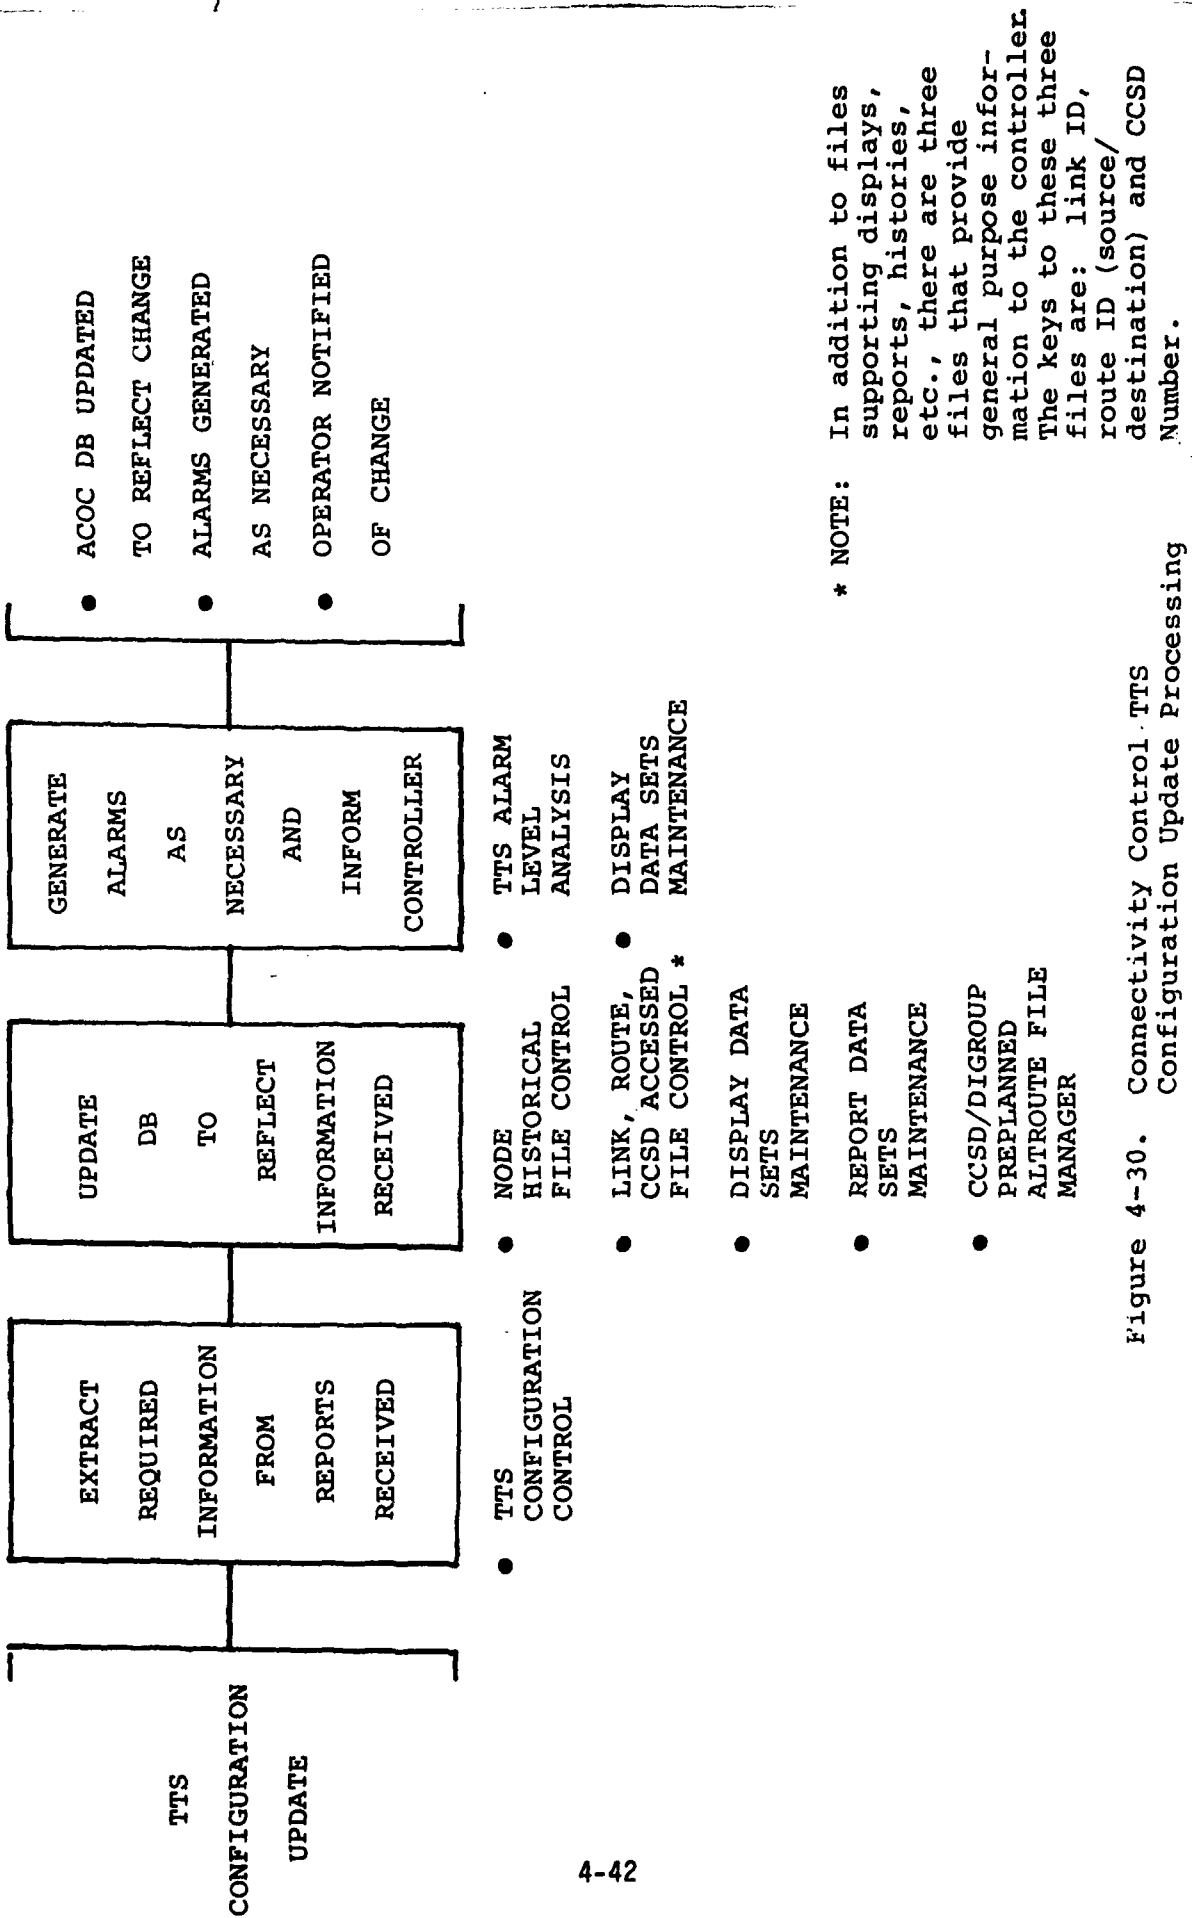 TTS
CONFIGURATION
UPDATE
EXTRACT
REQUIRED
INFORMATION
FROM
REPORTS
RECEIVED
● TTS
CONFIGURATION
CONTROL
UPDATE
DB
TO
REFLECT
INFORMATION
RECEIVED
● NODE
HISTORICAL
FILE CONTROL
● LINK, ROUTE,
CCSD ACCESSED
FILE CONTROL *
● DISPLAY DATA
SETS
MAINTENANCE
● REPORT DATA
SETS
MAINTENANCE
● CCSD/DIGROUP
PREPLANNED
ALTROUTE FILE
MANAGER
GENERATE
ALARMS
AS
NECESSARY
AND
INFORM
CONTROLLER
● TTS ALARM
LEVEL
ANALYSIS
● DISPLAY
DATA SETS
MAINTENANCE
● ACOC DB UPDATED
TO REFLECT CHANGE
● ALARMS GENERATED
AS NECESSARY
● OPERATOR NOTIFIED
OF CHANGE
* NOTE: In addition to files
supporting displays,
reports, histories,
etc., there are three
files that provide
general purpose infor-
mation to the controller.
The keys to these three
files are: link ID,
route ID (source/
destination) and CCSD
Number.
Figure 4-30. Connectivity Control TTS
Configuration Update Processing
4-42